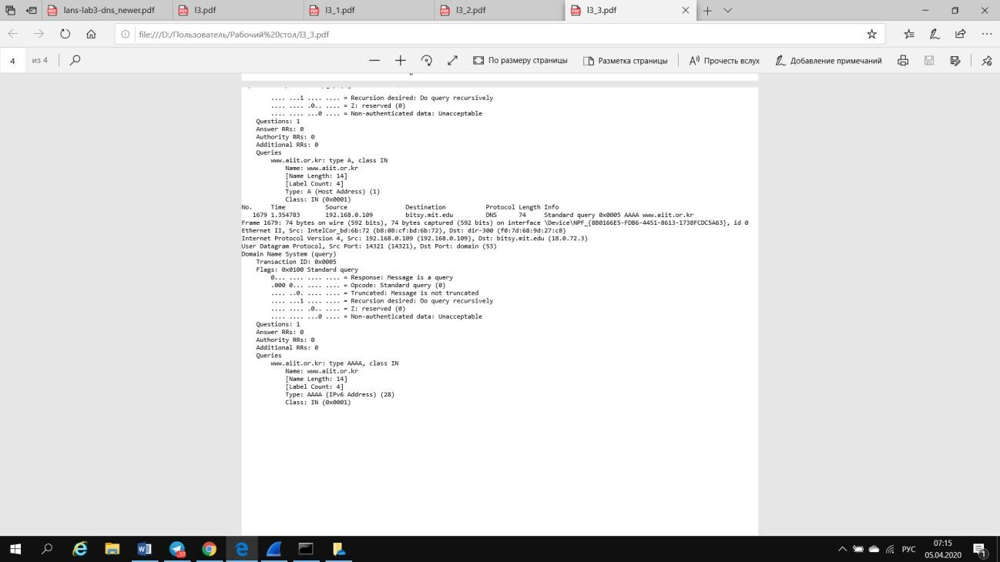 lans-lab3-dns_newer.pdf l3.pdf l3_1.pdf l3_2.pdf l3_3.pdf
file:///D:/Пользователь/Рабочий%20стол/l3_3.pdf
4 из 4 По размеру страницы Разметка страницы Прочесть вслух Добавление примечаний
.... ...1 .... .... = Recursion desired: Do query recursively
.... .... .0.. .... = Z: reserved (0)
.... .... ...0 .... = Non-authenticated data: Unacceptable
Questions: 1
Answer RRs: 0
Authority RRs: 0
Additional RRs: 0
Queries
www.aiit.or.kr: type A, class IN
Name: www.aiit.or.kr
[Name Length: 14]
[Label Count: 4]
Type: A (Host Address) (1)
Class: IN (0x0001)
No. Time Source Destination Protocol Length Info
1679 1.354783 192.168.0.109 bitsy.mit.edu DNS 74 Standard query 0x0005 AAAA www.aiit.or.kr
Frame 1679: 74 bytes on wire (592 bits), 74 bytes captured (592 bits) on interface \Device\NPF_{8B0166E5-FDB6-4451-8613-1738FCDC5A63}, id 0
Ethernet II, Src: IntelCor_bd:6b:72 (b8:08:cf:bd:6b:72), Dst: dir-300 (f0:7d:68:9d:27:c8)
Internet Protocol Version 4, Src: 192.168.0.109 (192.168.0.109), Dst: bitsy.mit.edu (18.0.72.3)
User Datagram Protocol, Src Port: 14321 (14321), Dst Port: domain (53)
Domain Name System (query)
Transaction ID: 0x0005
Flags: 0x0100 Standard query
0... .... .... .... = Response: Message is a query
.000 0... .... .... = Opcode: Standard query (0)
.... ..0. .... .... = Truncated: Message is not truncated
.... ...1 .... .... = Recursion desired: Do query recursively
.... .... .0.. .... = Z: reserved (0)
.... .... ...0 .... = Non-authenticated data: Unacceptable
Questions: 1
Answer RRs: 0
Authority RRs: 0
Additional RRs: 0
Queries
www.aiit.or.kr: type AAAA, class IN
Name: www.aiit.or.kr
[Name Length: 14]
[Label Count: 4]
Type: AAAA (IPv6 Address) (28)
Class: IN (0x0001)
97 РУС 07:15
05.04.2020 1